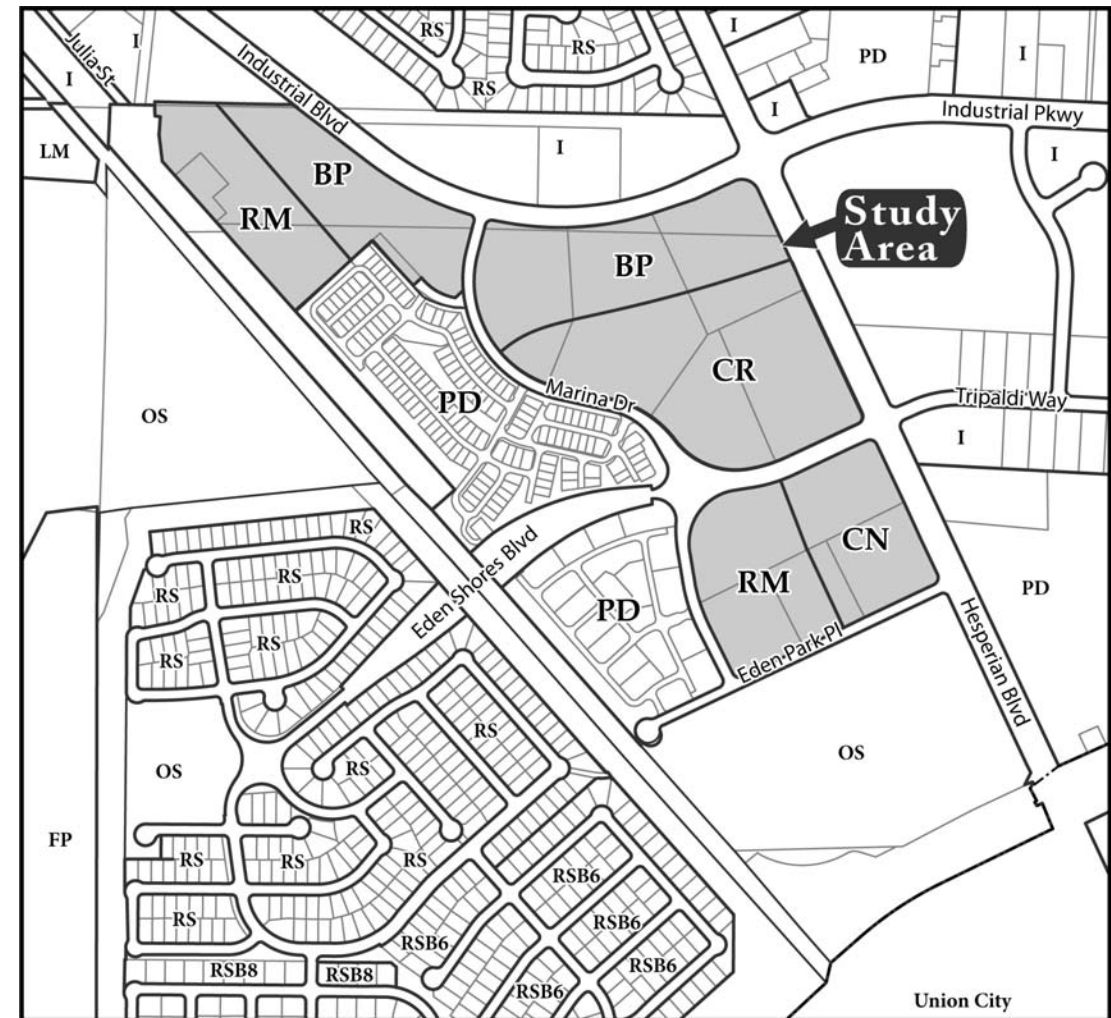 RS
RS
RS
I
I
PD
I
I
I
I
Julia St
Industrial Blvd
Industrial Pkwy
LM
BP
I
RM
Study
Area
BP
CR
OS
PD
Marina Dr
Tripaldi Way
I
RS
RS
RS
RS
RS
Eden Shores Blvd
CN
RM
PD
PD
Eden Park Pl
Hesperian Blvd
OS
RS
RS
OS
FP
RS
RS
RS
RS
RSB6
RSB6
RSB6
RSB6
RSB6
RSB8
RSB8
Union City